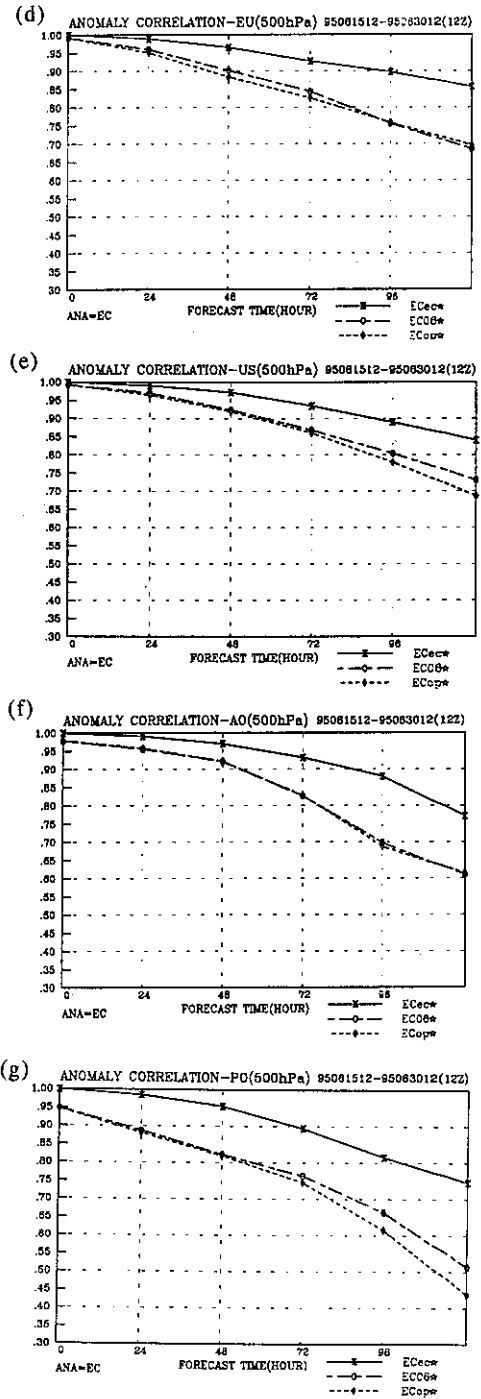 (d)
ANOMALY CORRELATION-EU(500hPa) 95061512-95063012(12Z)
1.00
.95
.90
.85
.80
.75
.70
.65
.60
.55
.50
.45
.40
.35
.30
0 24 48 72 96
ANA=EC FORECAST TIME(HOUR)
ECec*
EC06*
ECop*
(e)
ANOMALY CORRELATION-US(500hPa) 95061512-95063012(12Z)
1.00
.95
.90
.85
.80
.75
.70
.65
.60
.55
.50
.45
.40
.35
.30
0 24 48 72 96
ANA=EC FORECAST TIME(HOUR)
ECec*
EC06*
ECop*
(f)
ANOMALY CORRELATION-AO(500hPa) 95061512-95063012(12Z)
1.00
.95
.90
.85
.80
.75
.70
.65
.60
.55
.50
.45
.40
.35
.30
0 24 48 72 96
ANA=EC FORECAST TIME(HOUR)
ECec*
EC06*
ECop*
(g)
ANOMALY CORRELATION-PO(500hPa) 95061512-95063012(12Z)
1.00
.95
.90
.85
.80
.75
.70
.65
.60
.55
.50
.45
.40
.35
.30
0 24 48 72 96
ANA=EC FORECAST TIME(HOUR)
ECec*
EC06*
ECop*